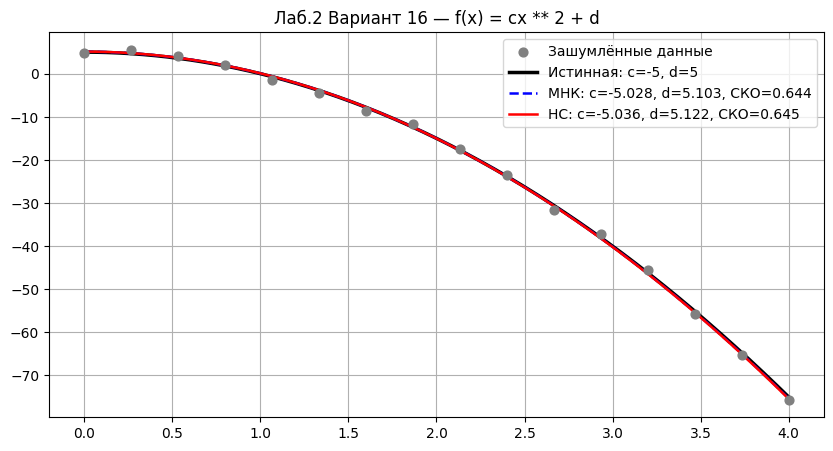 Лаб.2 Вариант 16 — f(x) = cx ** 2 + d
Зашумлённые данные
Истинная: c=-5, d=5
МНК: c=-5.028, d=5.103, СКО=0.644
НС: c=-5.036, d=5.122, СКО=0.645
0
−10
−20
−30
−40
−50
−60
−70
0.0 0.5 1.0 1.5 2.0 2.5 3.0 3.5 4.0